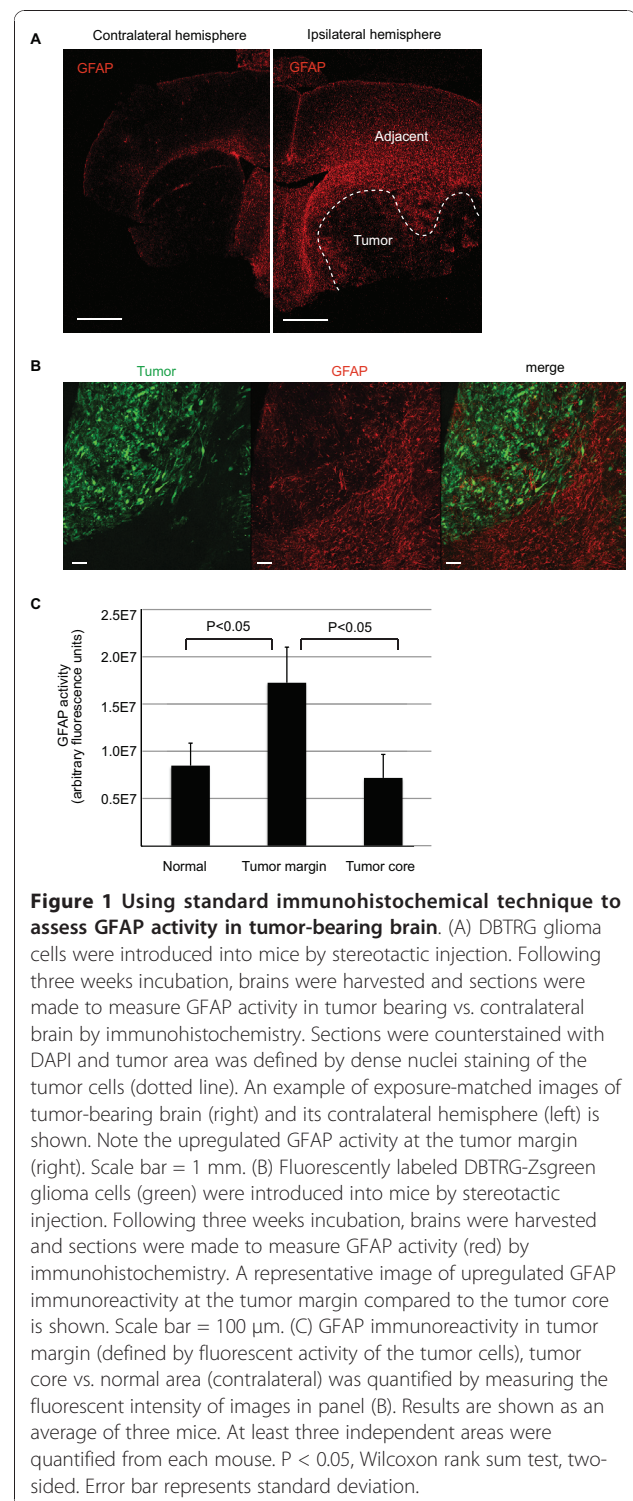 A
Contralateral hemisphere
Ipsilateral hemisphere
GFAP
GFAP
Adjacent
Tumor
B
Tumor
GFAP
merge
C
GFAP activity
(arbitrary fluorescence units)
2.5E7
2.0E7
1.5E7
1.0E7
0.5E7
P<0.05
P<0.05
Normal
Tumor margin
Tumor core
Figure 1 Using standard immunohistochemical technique to
assess GFAP activity in tumor-bearing brain. (A) DBTRG glioma
cells were introduced into mice by stereotactic injection. Following
three weeks incubation, brains were harvested and sections were
made to measure GFAP activity in tumor bearing vs. contralateral
brain by immunohistochemistry. Sections were counterstained with
DAPI and tumor area was defined by dense nuclei staining of the
tumor cells (dotted line). An example of exposure-matched images of
tumor-bearing brain (right) and its contralateral hemisphere (left) is
shown. Note the upregulated GFAP activity at the tumor margin
(right). Scale bar = 1 mm. (B) Fluorescently labeled DBTRG-Zsgreen
glioma cells (green) were introduced into mice by stereotactic
injection. Following three weeks incubation, brains were harvested
and sections were made to measure GFAP activity (red) by
immunohistochemistry. A representative image of upregulated GFAP
immunoreactivity at the tumor margin compared to the tumor core
is shown. Scale bar = 100 μm. (C) GFAP immunoreactivity in tumor
margin (defined by fluorescent activity of the tumor cells), tumor
core vs. normal area (contralateral) was quantified by measuring the
fluorescent intensity of images in panel (B). Results are shown as an
average of three mice. At least three independent areas were
quantified from each mouse. P < 0.05, Wilcoxon rank sum test, two-
sided. Error bar represents standard deviation.